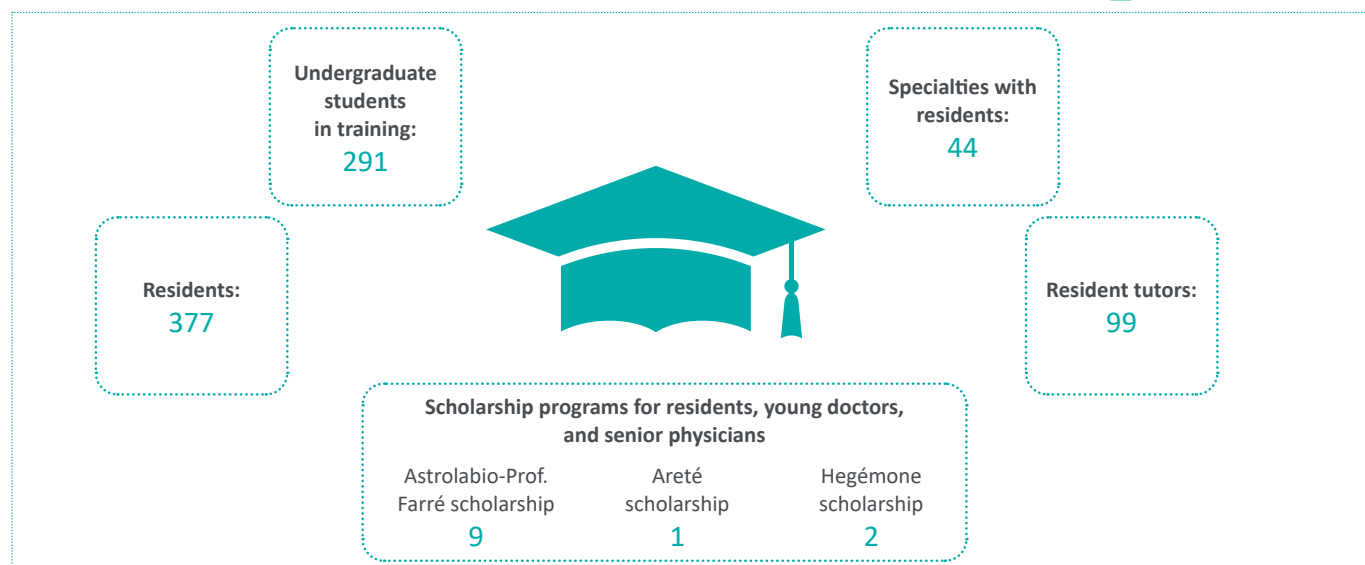 Undergraduate
students
in training:
291
Specialties with
residents:
44
Residents:
377
Resident tutors:
99
Scholarship programs for residents, young doctors,
and senior physicians
Astrolabio-Prof.
Farré scholarship
9
Areté
scholarship
1
Hegémone
scholarship
2